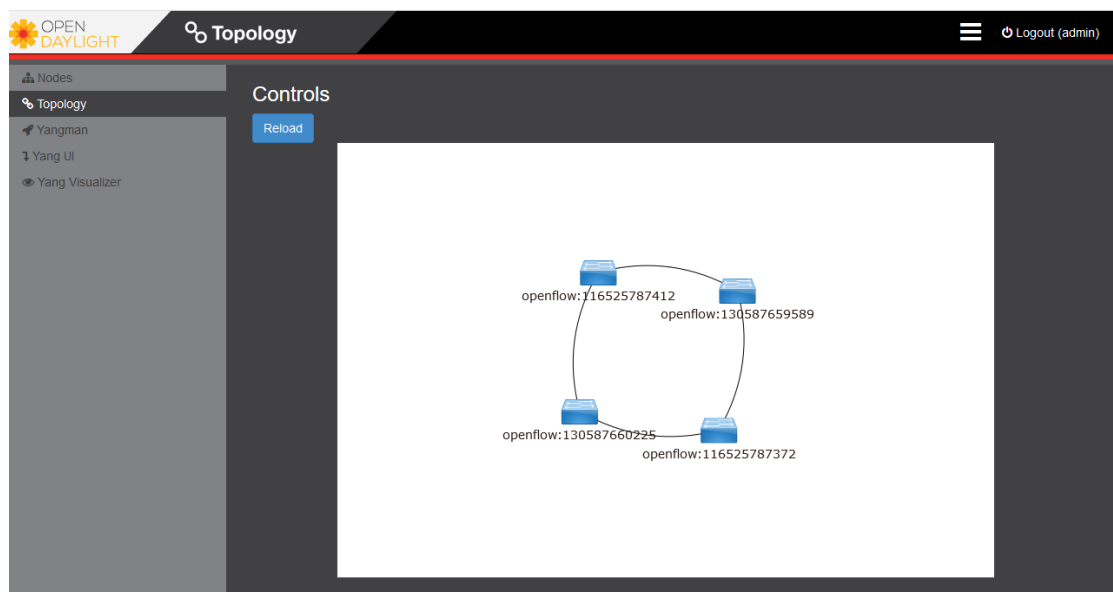 OPEN
DAYLIGHT
Topology
Logout (admin)
Nodes
Topology
Yangman
Yang UI
Yang Visualizer
Controls
Reload
openflow:116525787412
openflow:130587659589
openflow:130587660225
openflow:116525787372